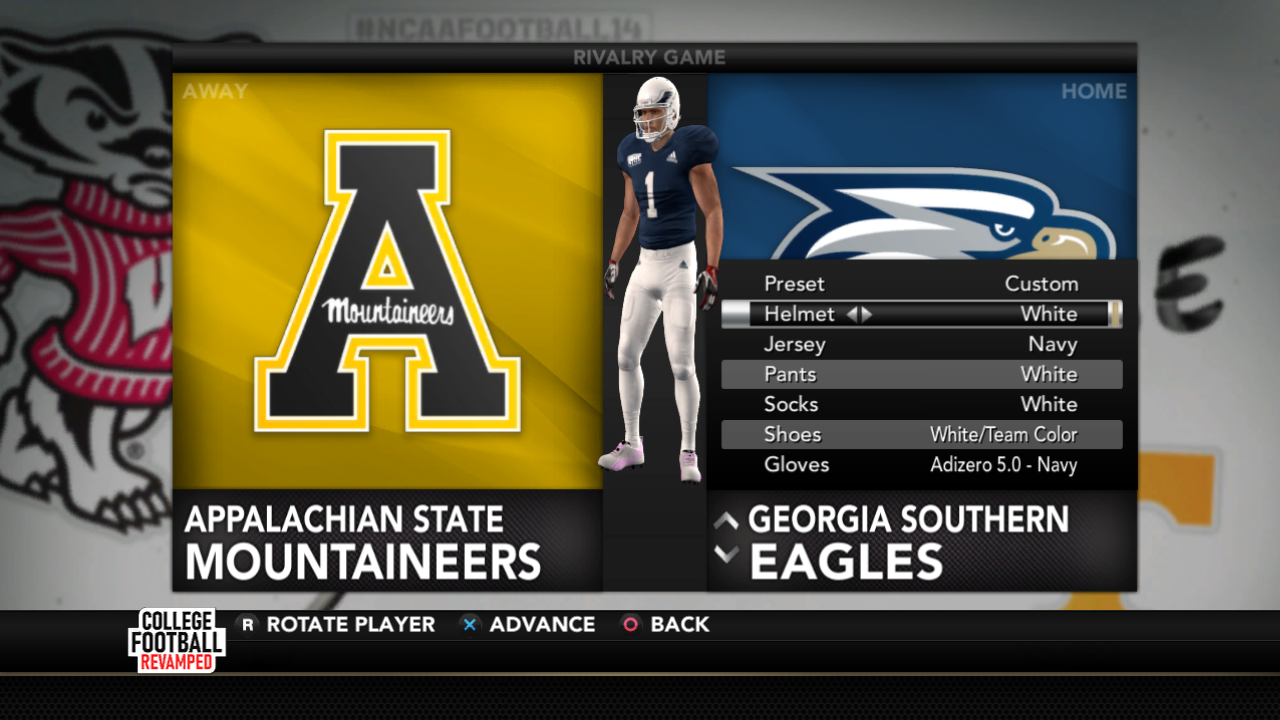 #NCAAFOOTBALL14
RIVALRY GAME
AWAY
HOME
A
Mountaineers
1
W
E
T
Preset Custom
Helmet White
Jersey Navy
Pants White
Socks White
Shoes White/Team Color
Gloves Adizero 5.0 - Navy
APPALACHIAN STATE
MOUNTAINEERS
GEORGIA SOUTHERN
EAGLES
R ROTATE PLAYER X ADVANCE O BACK
COLLEGE
FOOTBALL
REVAMPED